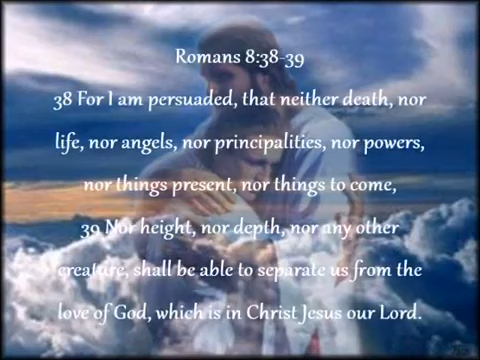 Romans 8:38-39
38 For I am persuaded, that neither death, nor
life, nor angels, nor principalities, nor powers,
nor things present, nor things to come,
39 Nor height, nor depth, nor any other
creature, shall be able to separate us from the
love of God, which is in Christ Jesus our Lord.